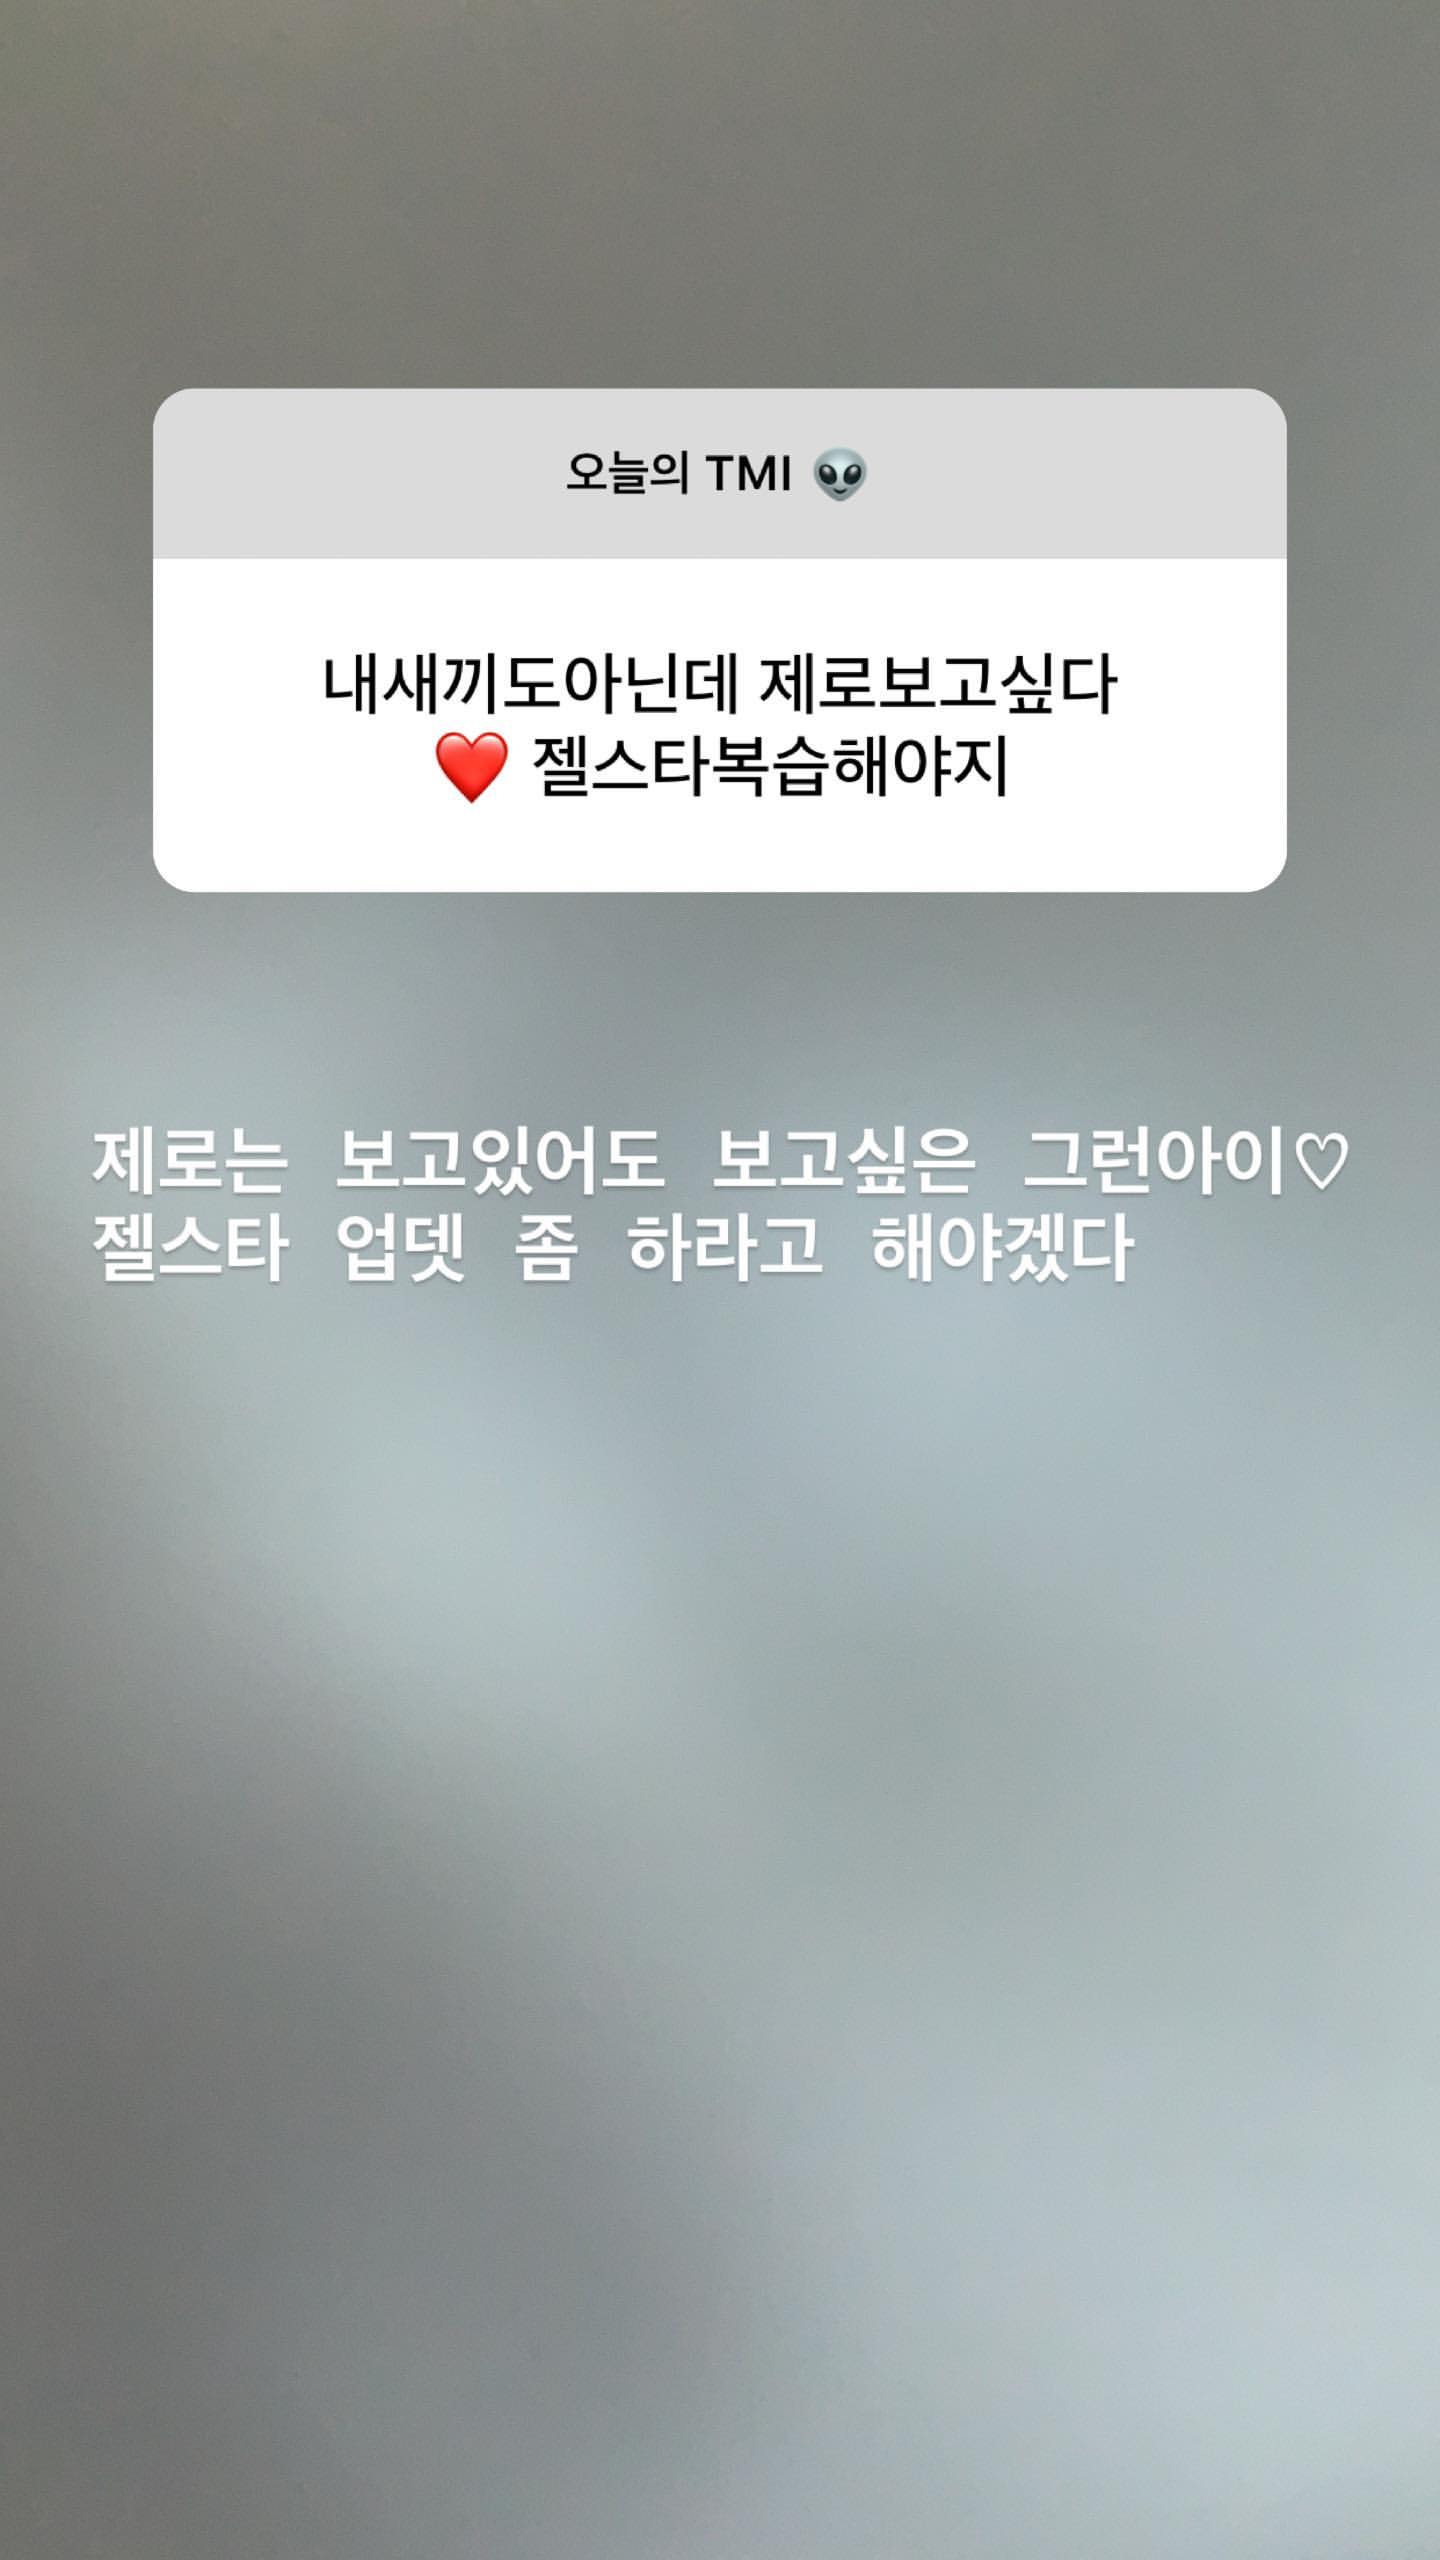 오늘의 TMI 👽
내새끼도아닌데 제로보고싶다
❤️ 젤스타복습해야지
제로는 보고있어도 보고싶은 그런아이♡
젤스타 업뎃 좀 하라고 해야겠다